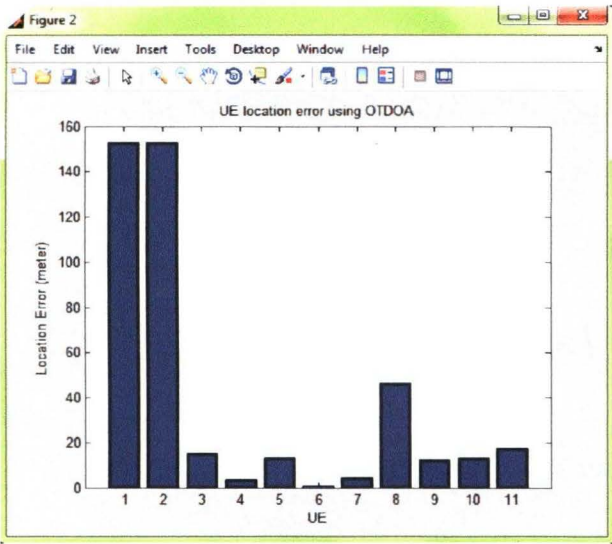 Figure 2
File Edit View Insert Tools Desktop Window Help
UE location error using OTDOA
160
140
120
100
80
60
40
20
0
Location Error (meter)
1 2 3 4 5 6 7 8 9 10 11
UE